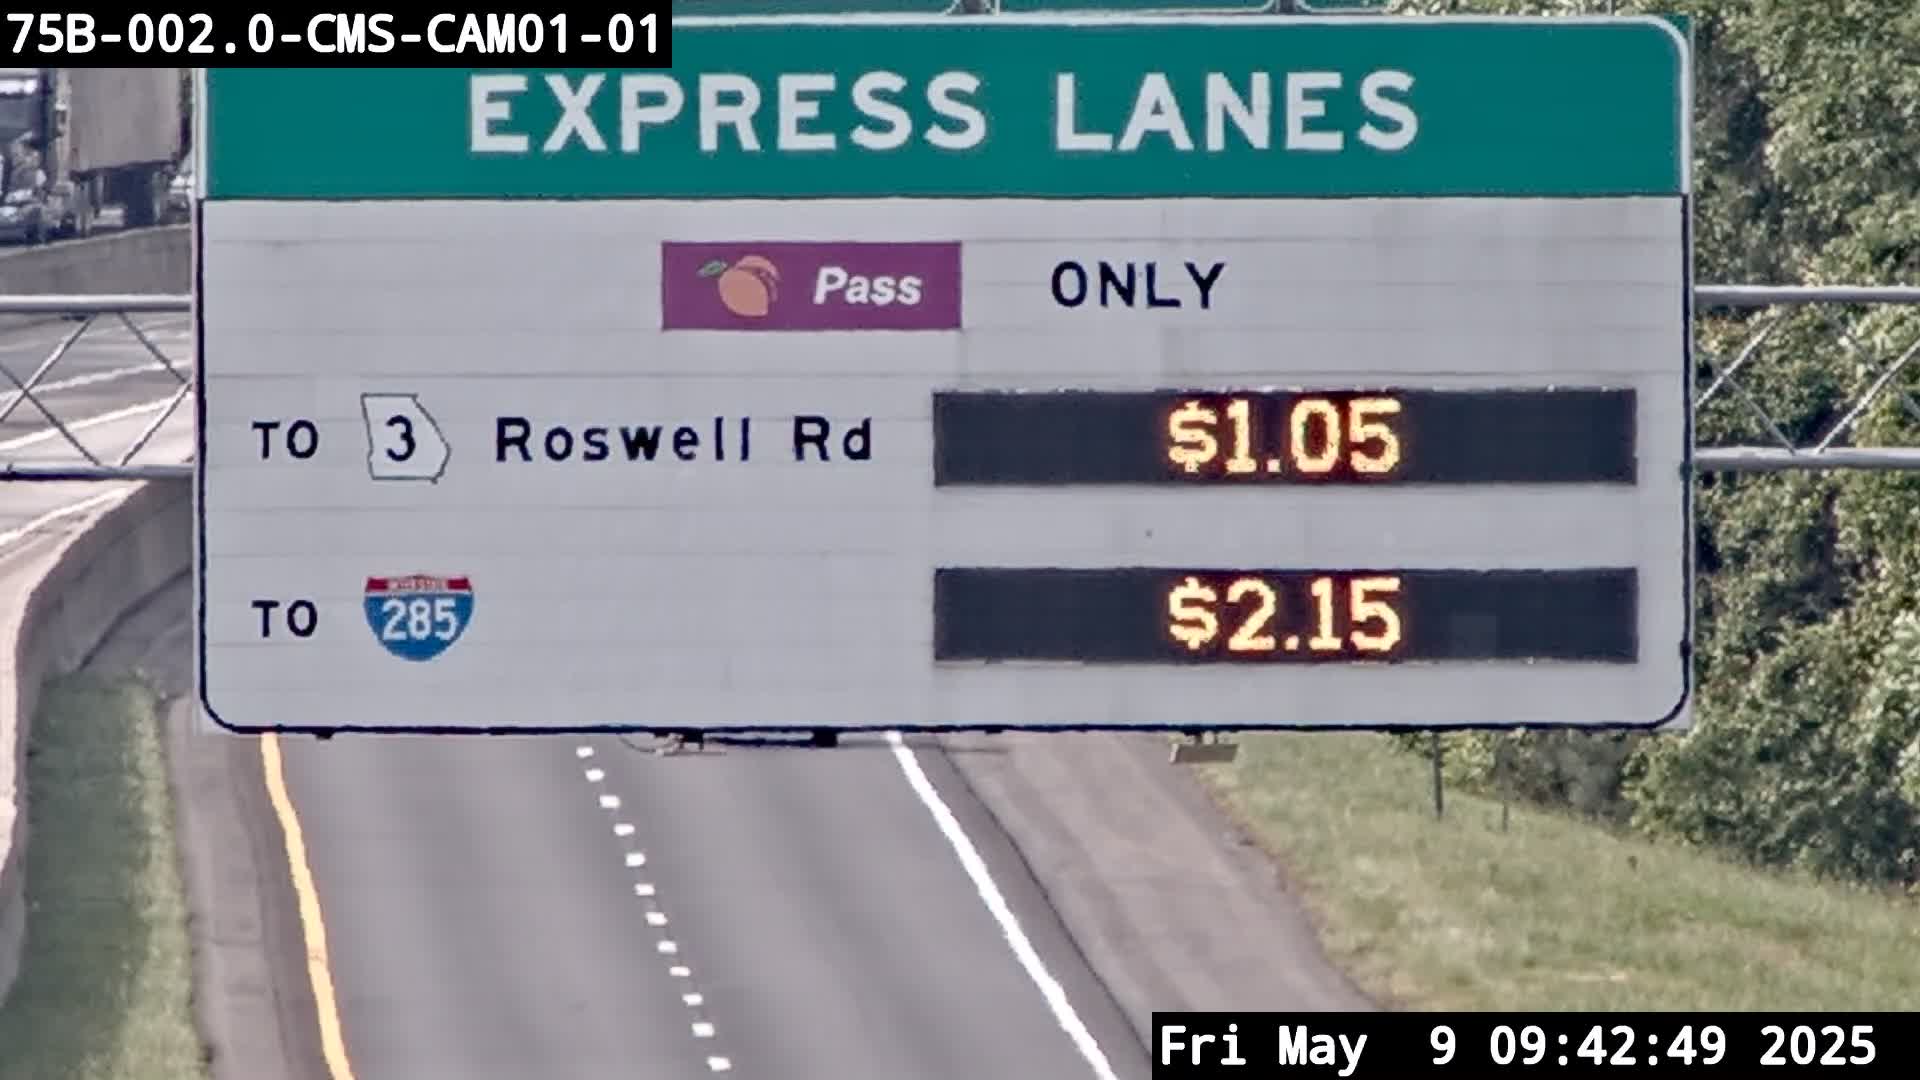 75B-002.0-CMS-CAM01-01
EXPRESS LANES
Pass ONLY
TO 3 Roswell Rd $1.05
TO INTERSTATE 285 $2.15
Fri May 9 09:42:49 2025